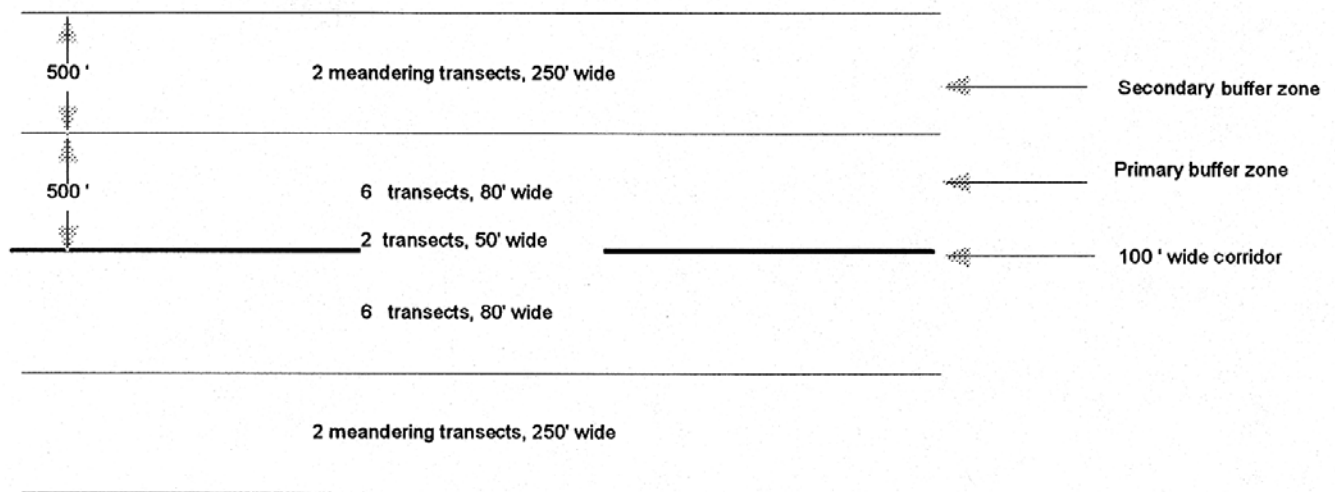 500 '
2 meandering transects, 250' wide
Secondary buffer zone
Primary buffer zone
500 '
6 transects, 80' wide
2 transects, 50' wide
100 ' wide corridor
6 transects, 80' wide
2 meandering transects, 250' wide